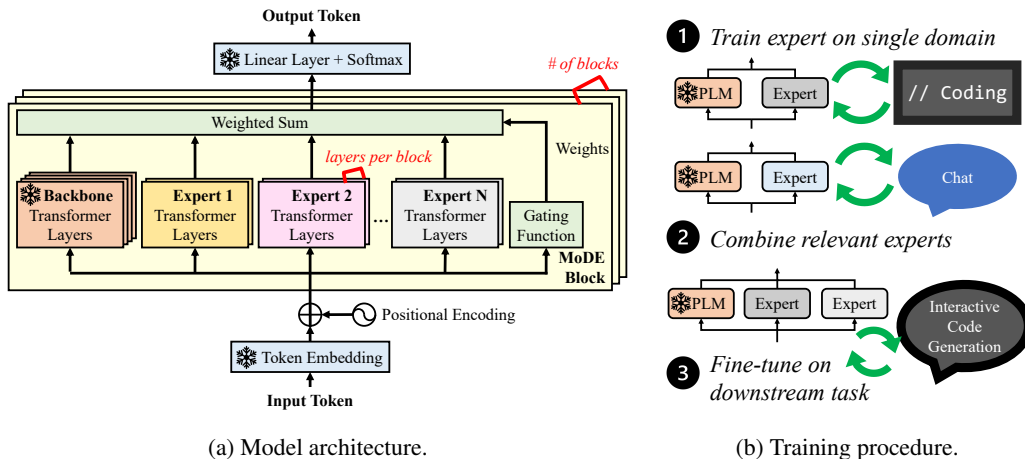 Output Token
Linear Layer + Softmax
# of blocks
Weighted Sum
Weights
layers per block
Backbone
Transformer
Layers
Expert 1
Transformer
Layers
Expert 2
Transformer
Layers
...
Expert N
Transformer
Layers
Gating
Function
MoDE
Block
Positional Encoding
Token Embedding
Input Token
(a) Model architecture.
1 Train expert on single domain
PLM
Expert
// Coding
PLM
Expert
Chat
2 Combine relevant experts
PLM
Expert
Expert
Interactive
Code
Generation
3 Fine-tune on
downstream task
(b) Training procedure.